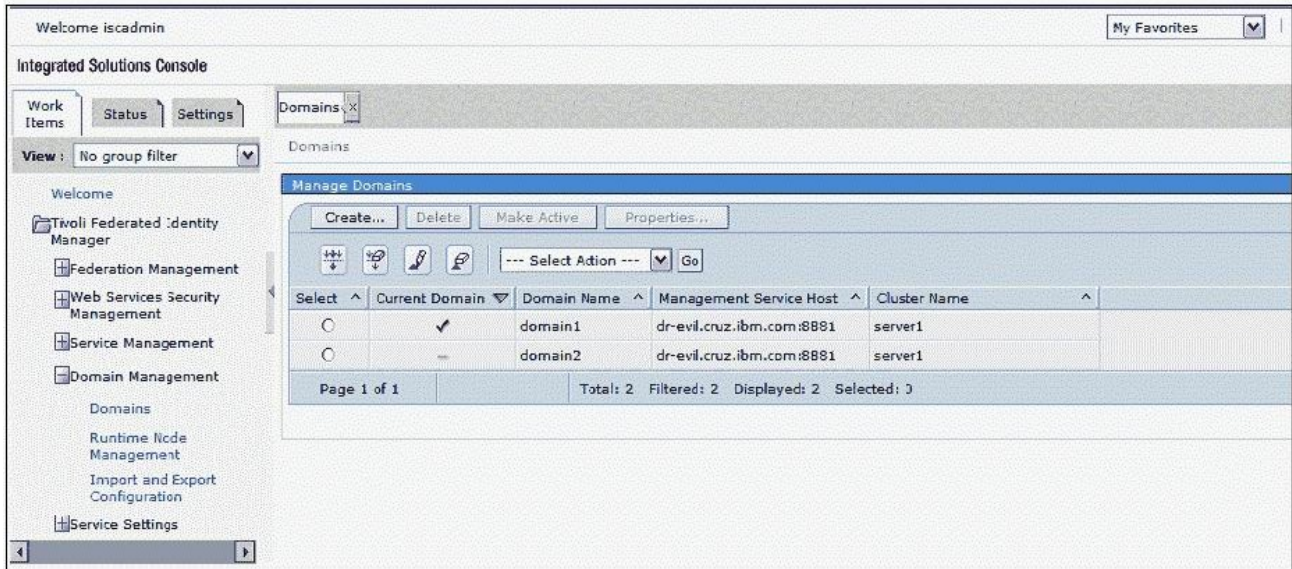 Welcome iscadmin
My Favorites
Integrated Solutions Console
Work Items
Status
Settings
Domains
View : No group filter
Domains
Welcome
Manage Domains
Tivoli Federated Identity
Manager
Create...
Delete
Make Active
Properties...
Federation Management
--- Select Action ---
Go
Web Services Security
Management
Select
Current Domain
Domain Name
Management Service Host
Cluster Name
domain1
dr-evil.cruz.ibm.com:8881
server1
Service Management
domain2
dr-evil.cruz.ibm.com:8881
server1
Domain Management
Page 1 of 1
Total: 2 Filtered: 2 Displayed: 2 Selected: 0
Domains
Runtime Node
Management
Import and Export
Configuration
Service Settings